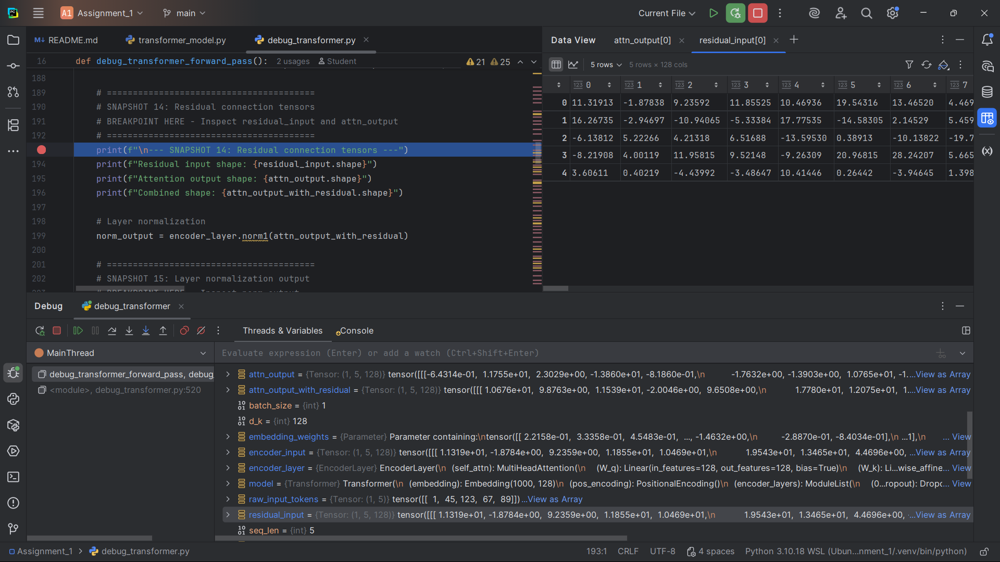 A1 Assignment_1 main Current File
README.md transformer_model.py debug_transformer.py
16 def debug_transformer_forward_pass(): 2 usages Student 21 25
188
189 # ========================================
190 # SNAPSHOT 14: Residual connection tensors
191 # BREAKPOINT HERE - Inspect residual_input and attn_output
192 # ========================================
print(f"\n--- SNAPSHOT 14: Residual connection tensors ---")
194 print(f"Residual input shape: {residual_input.shape}")
195 print(f"Attention output shape: {attn_output.shape}")
196 print(f"Combined shape: {attn_output_with_residual.shape}")
197
198 # Layer normalization
199 norm_output = encoder_layer.norm1(attn_output_with_residual)
200
201 # ========================================
202 # SNAPSHOT 15: Layer normalization output
Data View attn_output[0] residual_input[0]
5 rows 5 rows × 128 cols
0 1 2 3 4 5 6 7
0 11.31913 -1.87838 9.23592 11.85525 10.46936 19.54316 13.46520 4.469
1 16.26735 -2.94697 -10.94065 -5.33384 17.77535 -14.58305 2.14529 5.459
2 -6.13812 5.22266 4.21318 6.51688 -13.59530 0.38913 -10.13822 -19.7
3 -8.21908 4.00119 11.95815 9.52148 -9.26309 20.96815 28.24207 5.665
4 3.60611 0.40219 -4.43992 -3.48647 10.41446 0.26442 -3.94645 1.398
Debug debug_transformer
Threads & Variables Console
MainThread
debug_transformer_forward_pass, debug_
<module>, debug_transformer.py:520
Evaluate expression (Enter) or add a watch (Ctrl+Shift+Enter)
attn_output = {Tensor: (1, 5, 128)} tensor([[[-6.4314e-01, 1.1755e+01, 2.3029e+00, -1.3860e+01, -8.1860e-01,\n -1.7632e+00, -1.3903e+00, 1.0765e+01, -1....View as Array
attn_output_with_residual = {Tensor: (1, 5, 128)} tensor([[[ 1.0676e+01, 9.8763e+00, 1.1539e+01, -2.0046e+00, 9.6508e+00,\n 1.7780e+01, 1.2075e+01, 1....View as Array
batch_size = {int} 1
d_k = {int} 128
embedding_weights = {Parameter} Parameter containing:\ntensor([[ 2.2158e-01, 3.3358e-01, 4.5483e-01, ..., -1.4632e+00,\n -2.8870e-01, -8.4034e-01],\n ...1],\n ... View
encoder_input = {Tensor: (1, 5, 128)} tensor([[[ 1.1319e+01, -1.8784e+00, 9.2359e+00, 1.1855e+01, 1.0469e+01,\n 1.9543e+01, 1.3465e+01, 4.4696e+00, ...View as Array
encoder_layer = {EncoderLayer} EncoderLayer(\n (self_attn): MultiHeadAttention(\n (W_q): Linear(in_features=128, out_features=128, bias=True)\n (W_k): Li...wise_affine... View
model = {Transformer} Transformer(\n (embedding): Embedding(1000, 128)\n (pos_encoding): PositionalEncoding()\n (encoder_layers): ModuleList(\n (0...ropout): Dropo... View
raw_input_tokens = {Tensor: (1, 5)} tensor([[ 1, 45, 123, 67, 89]])...View as Array
residual_input = {Tensor: (1, 5, 128)} tensor([[[ 1.1319e+01, -1.8784e+00, 9.2359e+00, 1.1855e+01, 1.0469e+01,\n 1.9543e+01, 1.3465e+01, 4.4696e+00, ...View as Array
seq_len = {int} 5
Assignment_1 debug_transformer.py 193:1 CRLF UTF-8 4 spaces Python 3.10.18 WSL (Ubun...nment_1/.venv/bin/python)